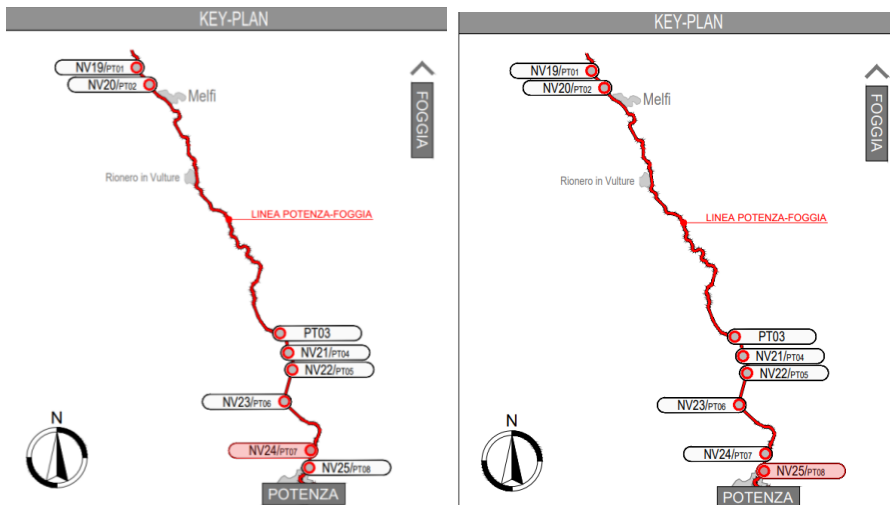 KEY-PLAN
NV19/PT01
NV20/PT02
Melfi
FOGGIA
Rionero in Vulture
LINEA POTENZA-FOGGIA
PT03
NV21/PT04
NV22/PT05
NV23/PT06
N
NV24/PT07
NV25/PT08
POTENZA
KEY-PLAN
NV19/PT01
NV20/PT02
Melfi
FOGGIA
Rionero in Vulture
LINEA POTENZA-FOGGIA
PT03
NV21/PT04
NV22/PT05
NV23/PT06
N
NV24/PT07
NV25/PT08
POTENZA